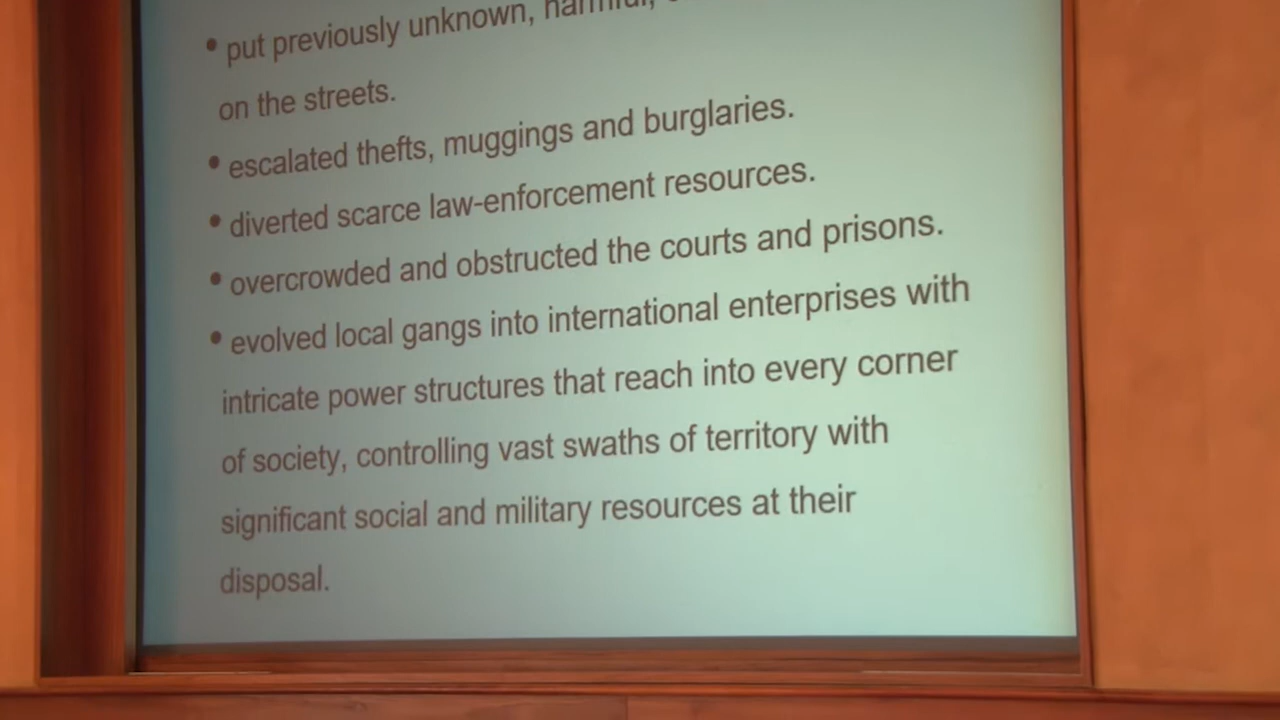 • put previously unknown, harmful,
on the streets.
• escalated thefts, muggings and burglaries.
• diverted scarce law-enforcement resources.
• overcrowded and obstructed the courts and prisons.
• evolved local gangs into international enterprises with
intricate power structures that reach into every corner
of society, controlling vast swaths of territory with
significant social and military resources at their
disposal.